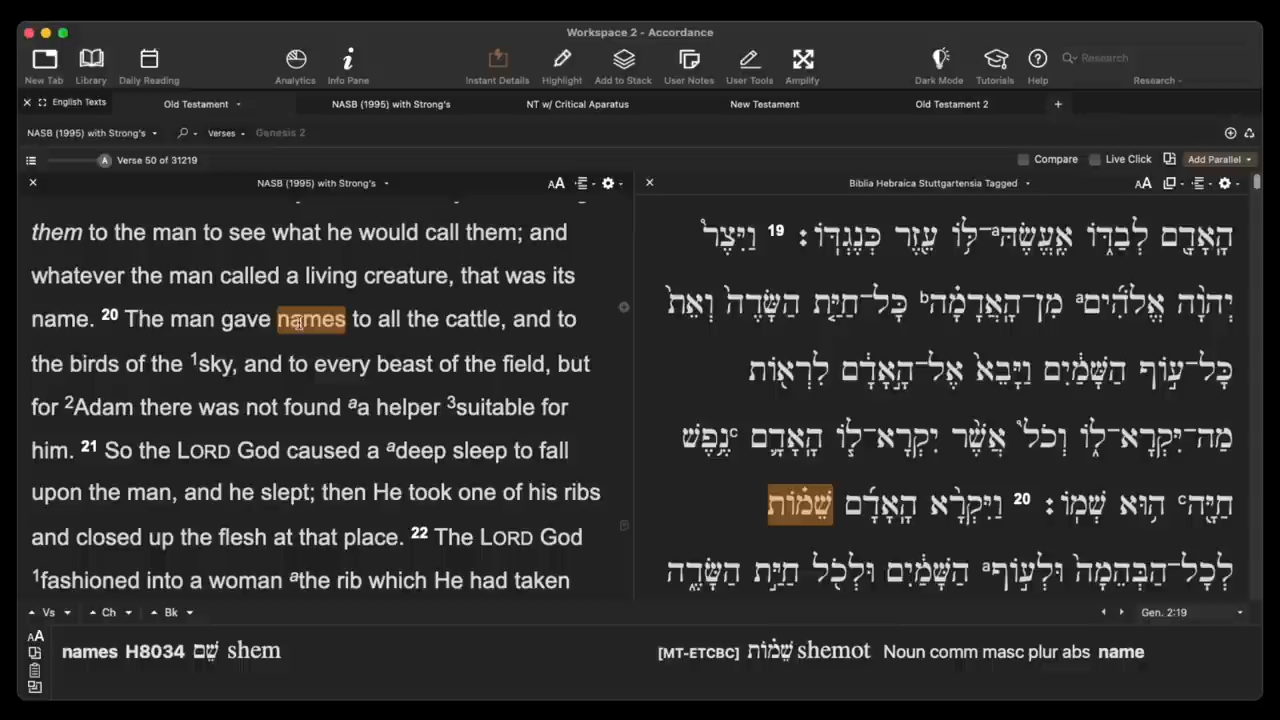 Workspace 2 - Accordance
New Tab Library Daily Reading Analytics Info Pane Instant Details Highlight Add to Stack User Notes User Tools Amplify Dark Mode Tutorials Help Research
Research
English Texts Old Testament NASB (1995) with Strong's NT w/ Critical Apparatus New Testament Old Testament 2 +
NASB (1995) with Strong's Verses Genesis 2
A Verse 50 of 31219 Compare Live Click Add Parallel
NASB (1995) with Strong's AA
them to the man to see what he would call them; and
whatever the man called a living creature, that was its
name. 20 The man gave names to all the cattle, and to
the birds of the 1sky, and to every beast of the field, but
for 2Adam there was not found aa helper 3suitable for
him. 21 So the LORD God caused a adeep sleep to fall
upon the man, and he slept; then He took one of his ribs
and closed up the flesh at that place. 22 The LORD God
1fashioned into a woman athe rib which He had taken
Biblia Hebraica Stuttgartensia Tagged AA
הָֽאָדָ֖ם לְבַדּ֑וֹ אֶֽעֱשֶׂהּ־a לּ֥וֹ עֵ֖זֶר כְּנֶגְדּֽוֹ׃ 19 וַיִּצֶר֩
יְהוָ֨ה אֱלֹהִ֜יםa מִן־הָֽאֲדָמָ֗הb כָּל־חַיַּ֤ת הַשָּׂדֶה֙ וְאֵת֙
כָּל־ע֣וֹף הַשָּׁמַ֔יִם וַיָּבֵא֙ אֶל־הָ֣אָדָ֔ם לִרְא֖וֹת
מַה־יִּקְרָא־ל֑וֹ וְכֹל֩ אֲשֶׁ֨ר יִקְרָא־ל֧וֹ הָֽאָדָ֛ם cנֶ֥פֶשׁ
חַיָּ֖הc ה֥וּא שְׁמֽוֹ׃ 20 וַיִּקְרָ֨א הָֽאָדָ֜ם שֵׁמ֗וֹת
לְכָל־הַבְּהֵמָה֙ וּלְע֣וֹףa הַשָּׁמַ֔יִם וּלְכֹ֖ל חַיַּ֣ת הַשָּׂדֶ֑ה
Vs Ch Bk Gen. 2:19
AA
names H8034 שֵׁם shem
[MT-ETCBC] שֵׁמ֗וֹת shemot Noun comm masc plur abs name